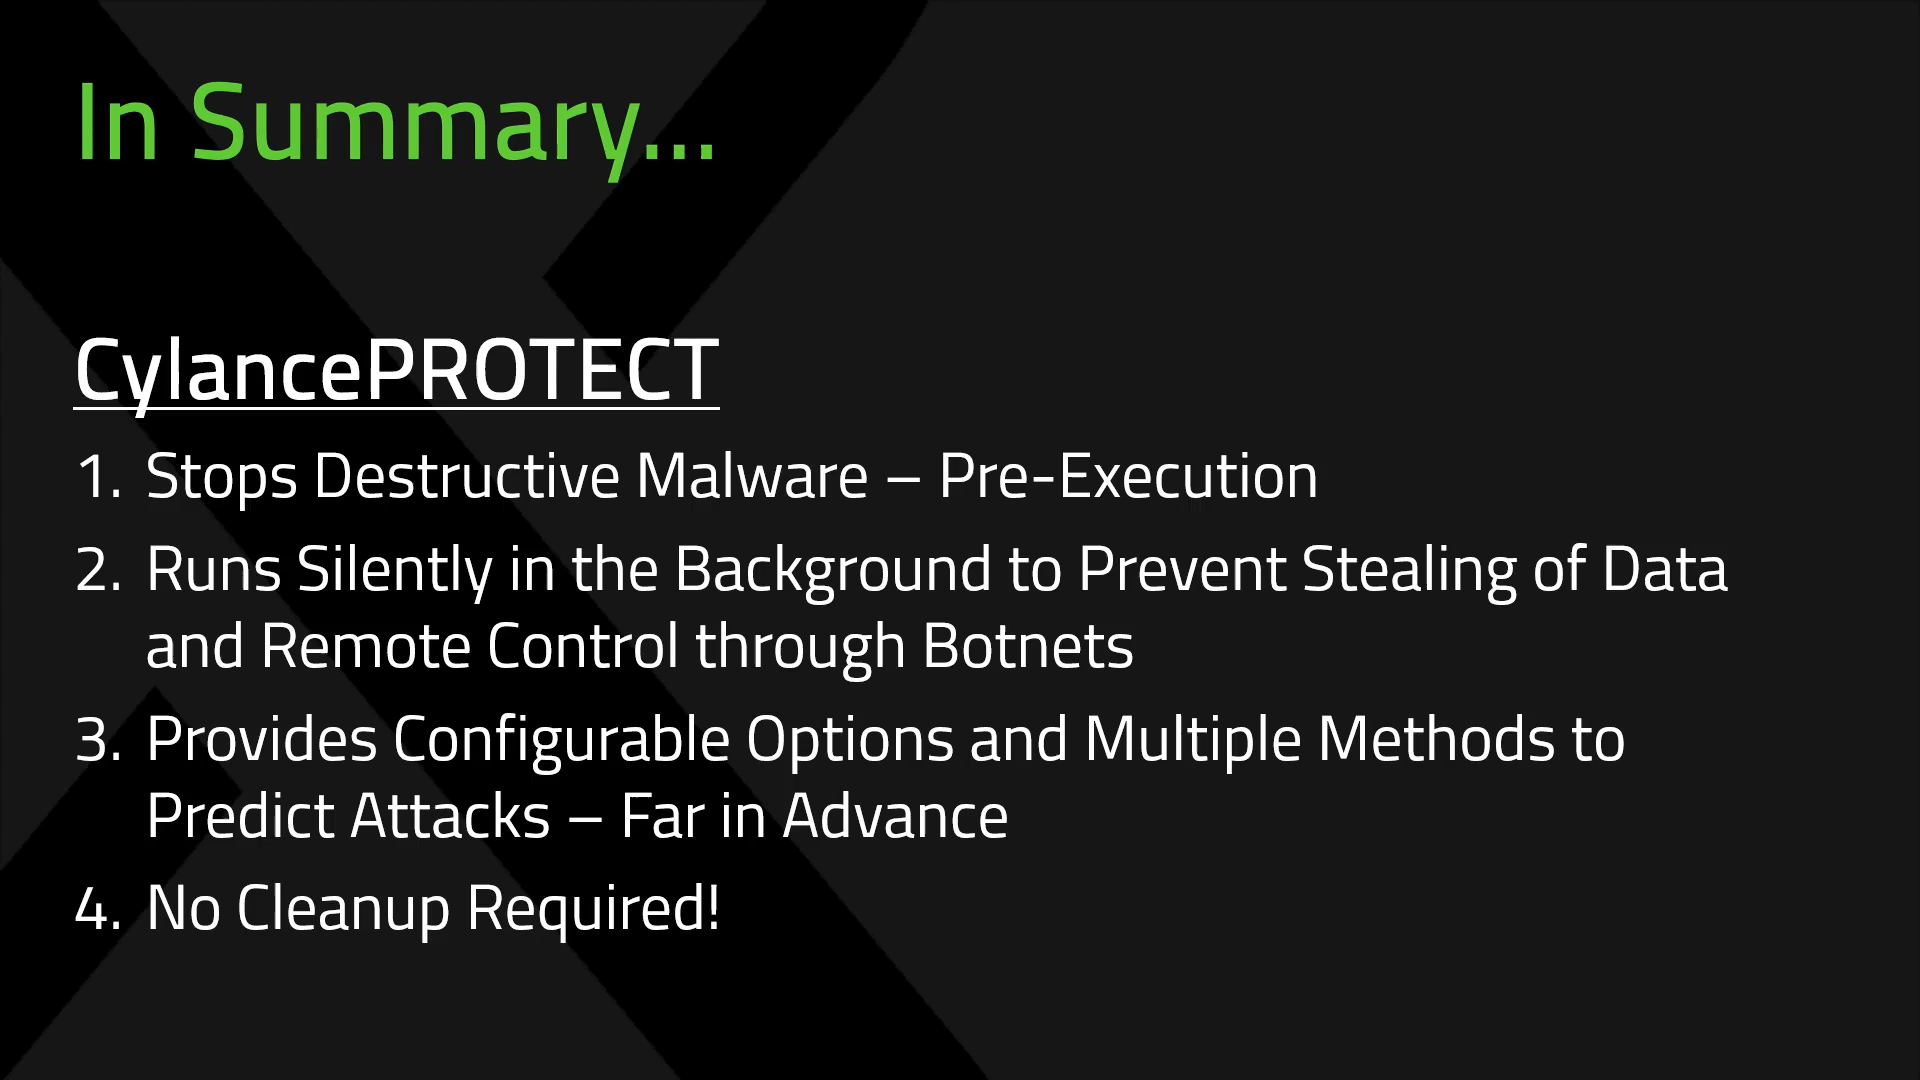 In Summary...
CylancePROTECT
1. Stops Destructive Malware – Pre-Execution
2. Runs Silently in the Background to Prevent Stealing of Data
and Remote Control through Botnets
3. Provides Configurable Options and Multiple Methods to
Predict Attacks – Far in Advance
4. No Cleanup Required!